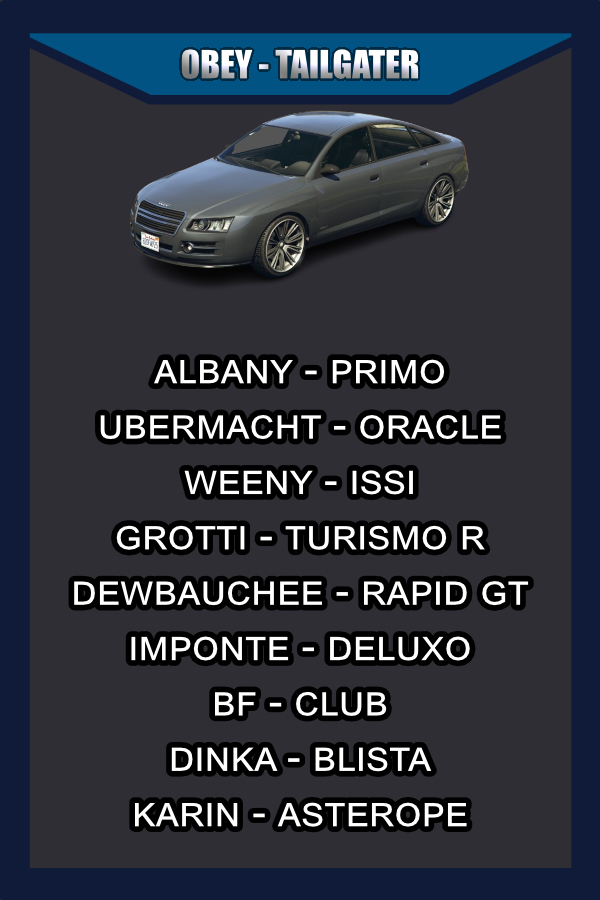 OBEY - TAILGATER
ALBANY - PRIMO
UBERMACHT - ORACLE
WEENY - ISSI
GROTTI - TURISMO R
DEWBAUCHEE - RAPID GT
IMPONTE - DELUXO
BF - CLUB
DINKA - BLISTA
KARIN - ASTEROPE